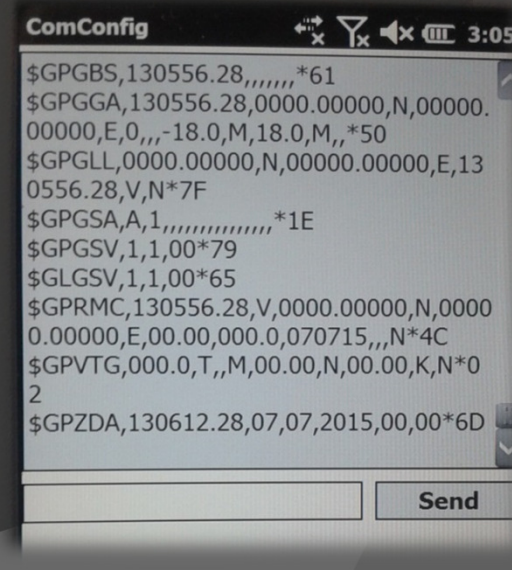 ComConfig
3:05
$GPGBS,130556.28,,,,,,,*61
$GPGGA,130556.28,0000.00000,N,00000.
00000,E,0,,,-18.0,M,18.0,M,,*50
$GPGLL,0000.00000,N,00000.00000,E,13
0556.28,V,N*7F
$GPGSA,A,1,,,,,,,,,,,,,,,*1E
$GPGSV,1,1,00*79
$GLGSV,1,1,00*65
$GPRMC,130556.28,V,0000.00000,N,0000
0.00000,E,00.00,000.0,070715,,,N*4C
$GPVTG,000.0,T,,M,00.00,N,00.00,K,N*0
2
$GPZDA,130612.28,07,07,2015,00,00*6D
Send